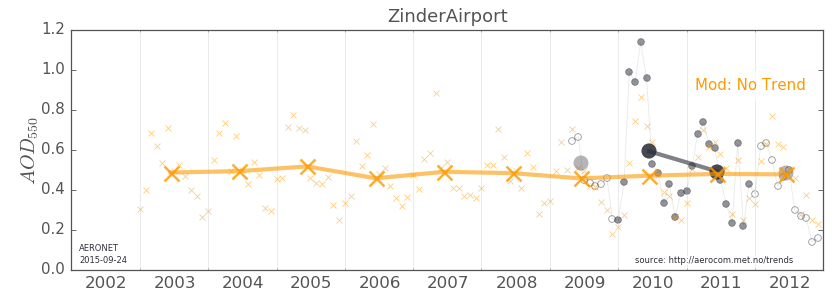 ZinderAirport
1.2
1.0
0.8
0.6
0.4
0.2
0.0
AOD550
Mod: No Trend
AERONET
2015-09-24
source: http://aerocom.met.no/trends
2002 2003 2004 2005 2006 2007 2008 2009 2010 2011 2012